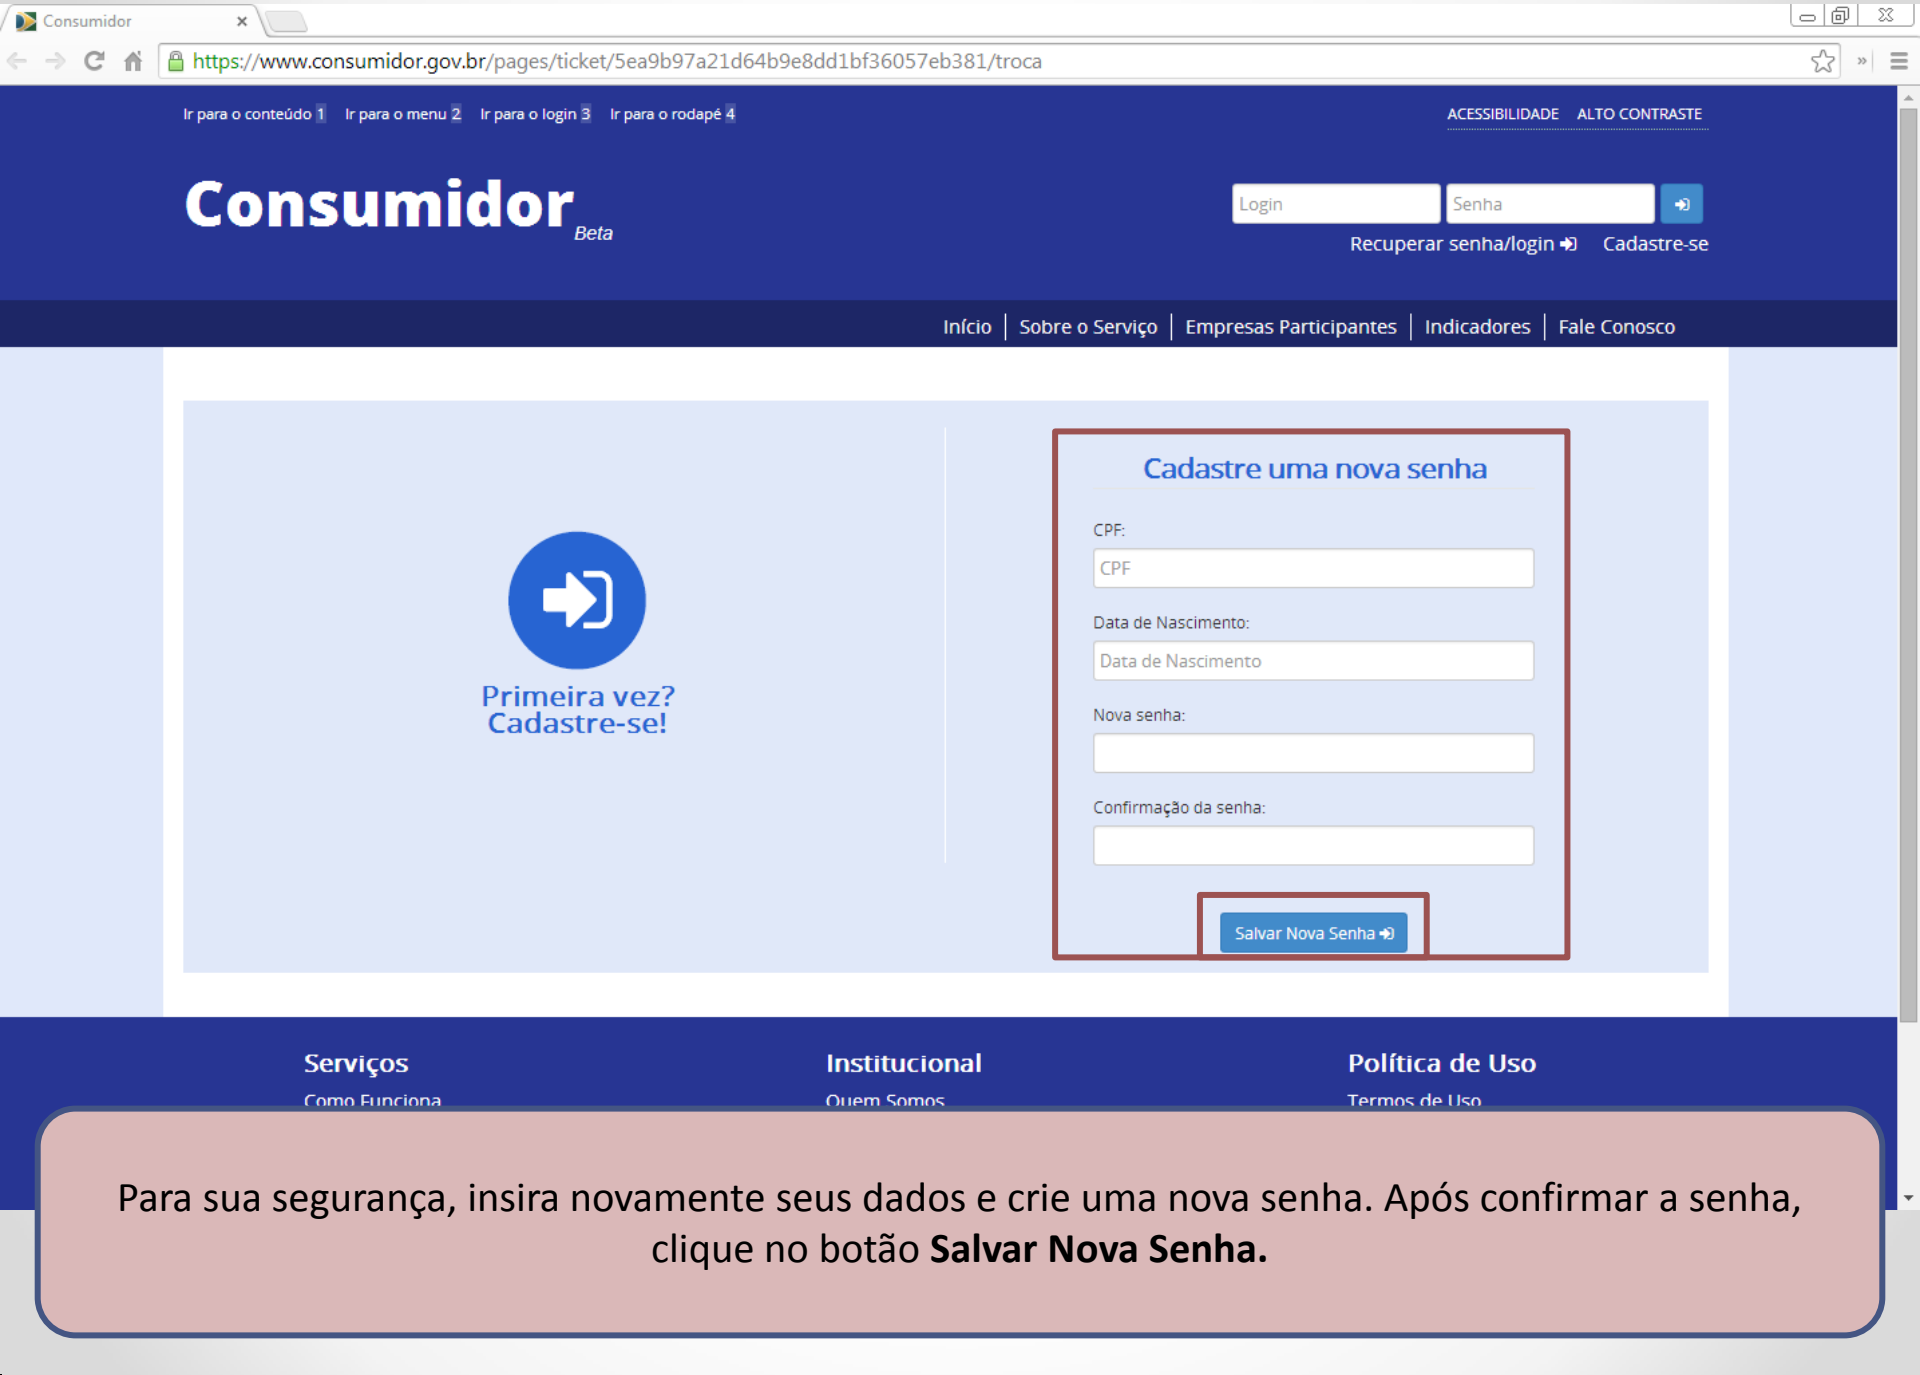 Consumidor
https://www.consumidor.gov.br/pages/ticket/5ea9b97a21d64b9e8dd1bf36057eb381/troca
Ir para o conteúdo 1 Ir para o menu 2 Ir para o login 3 Ir para o rodapé 4
ACESSIBILIDADE ALTO CONTRASTE
Consumidor Beta
Login Senha
Recuperar senha/login Cadastre-se
Início Sobre o Serviço Empresas Participantes Indicadores Fale Conosco
Primeira vez?
Cadastre-se!
Cadastre uma nova senha
CPF:
CPF
Data de Nascimento:
Data de Nascimento
Nova senha:
Confirmação da senha:
Salvar Nova Senha
Serviços Institucional Política de Uso
Como Funciona Quem Somos Termos de Uso
Para sua segurança, insira novamente seus dados e crie uma nova senha. Após confirmar a senha,
clique no botão Salvar Nova Senha.